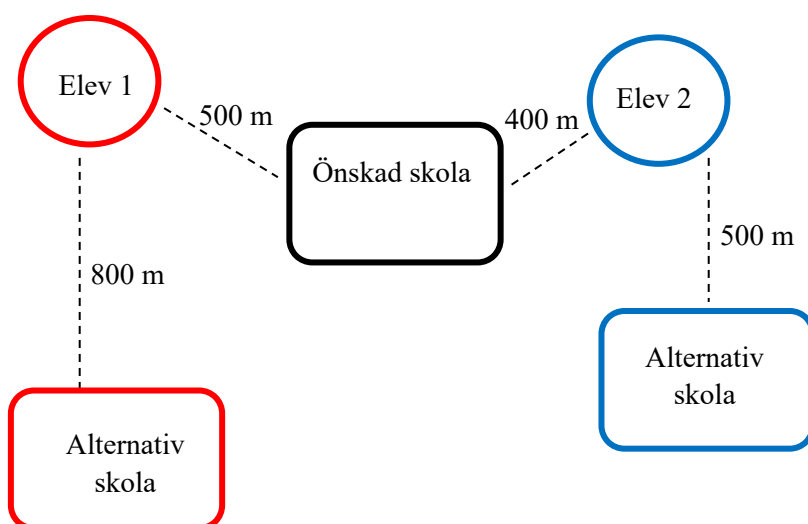 Elev 1
500 m
Önskad skola
400 m
Elev 2
800 m
500 m
Alternativ
skola
Alternativ
skola